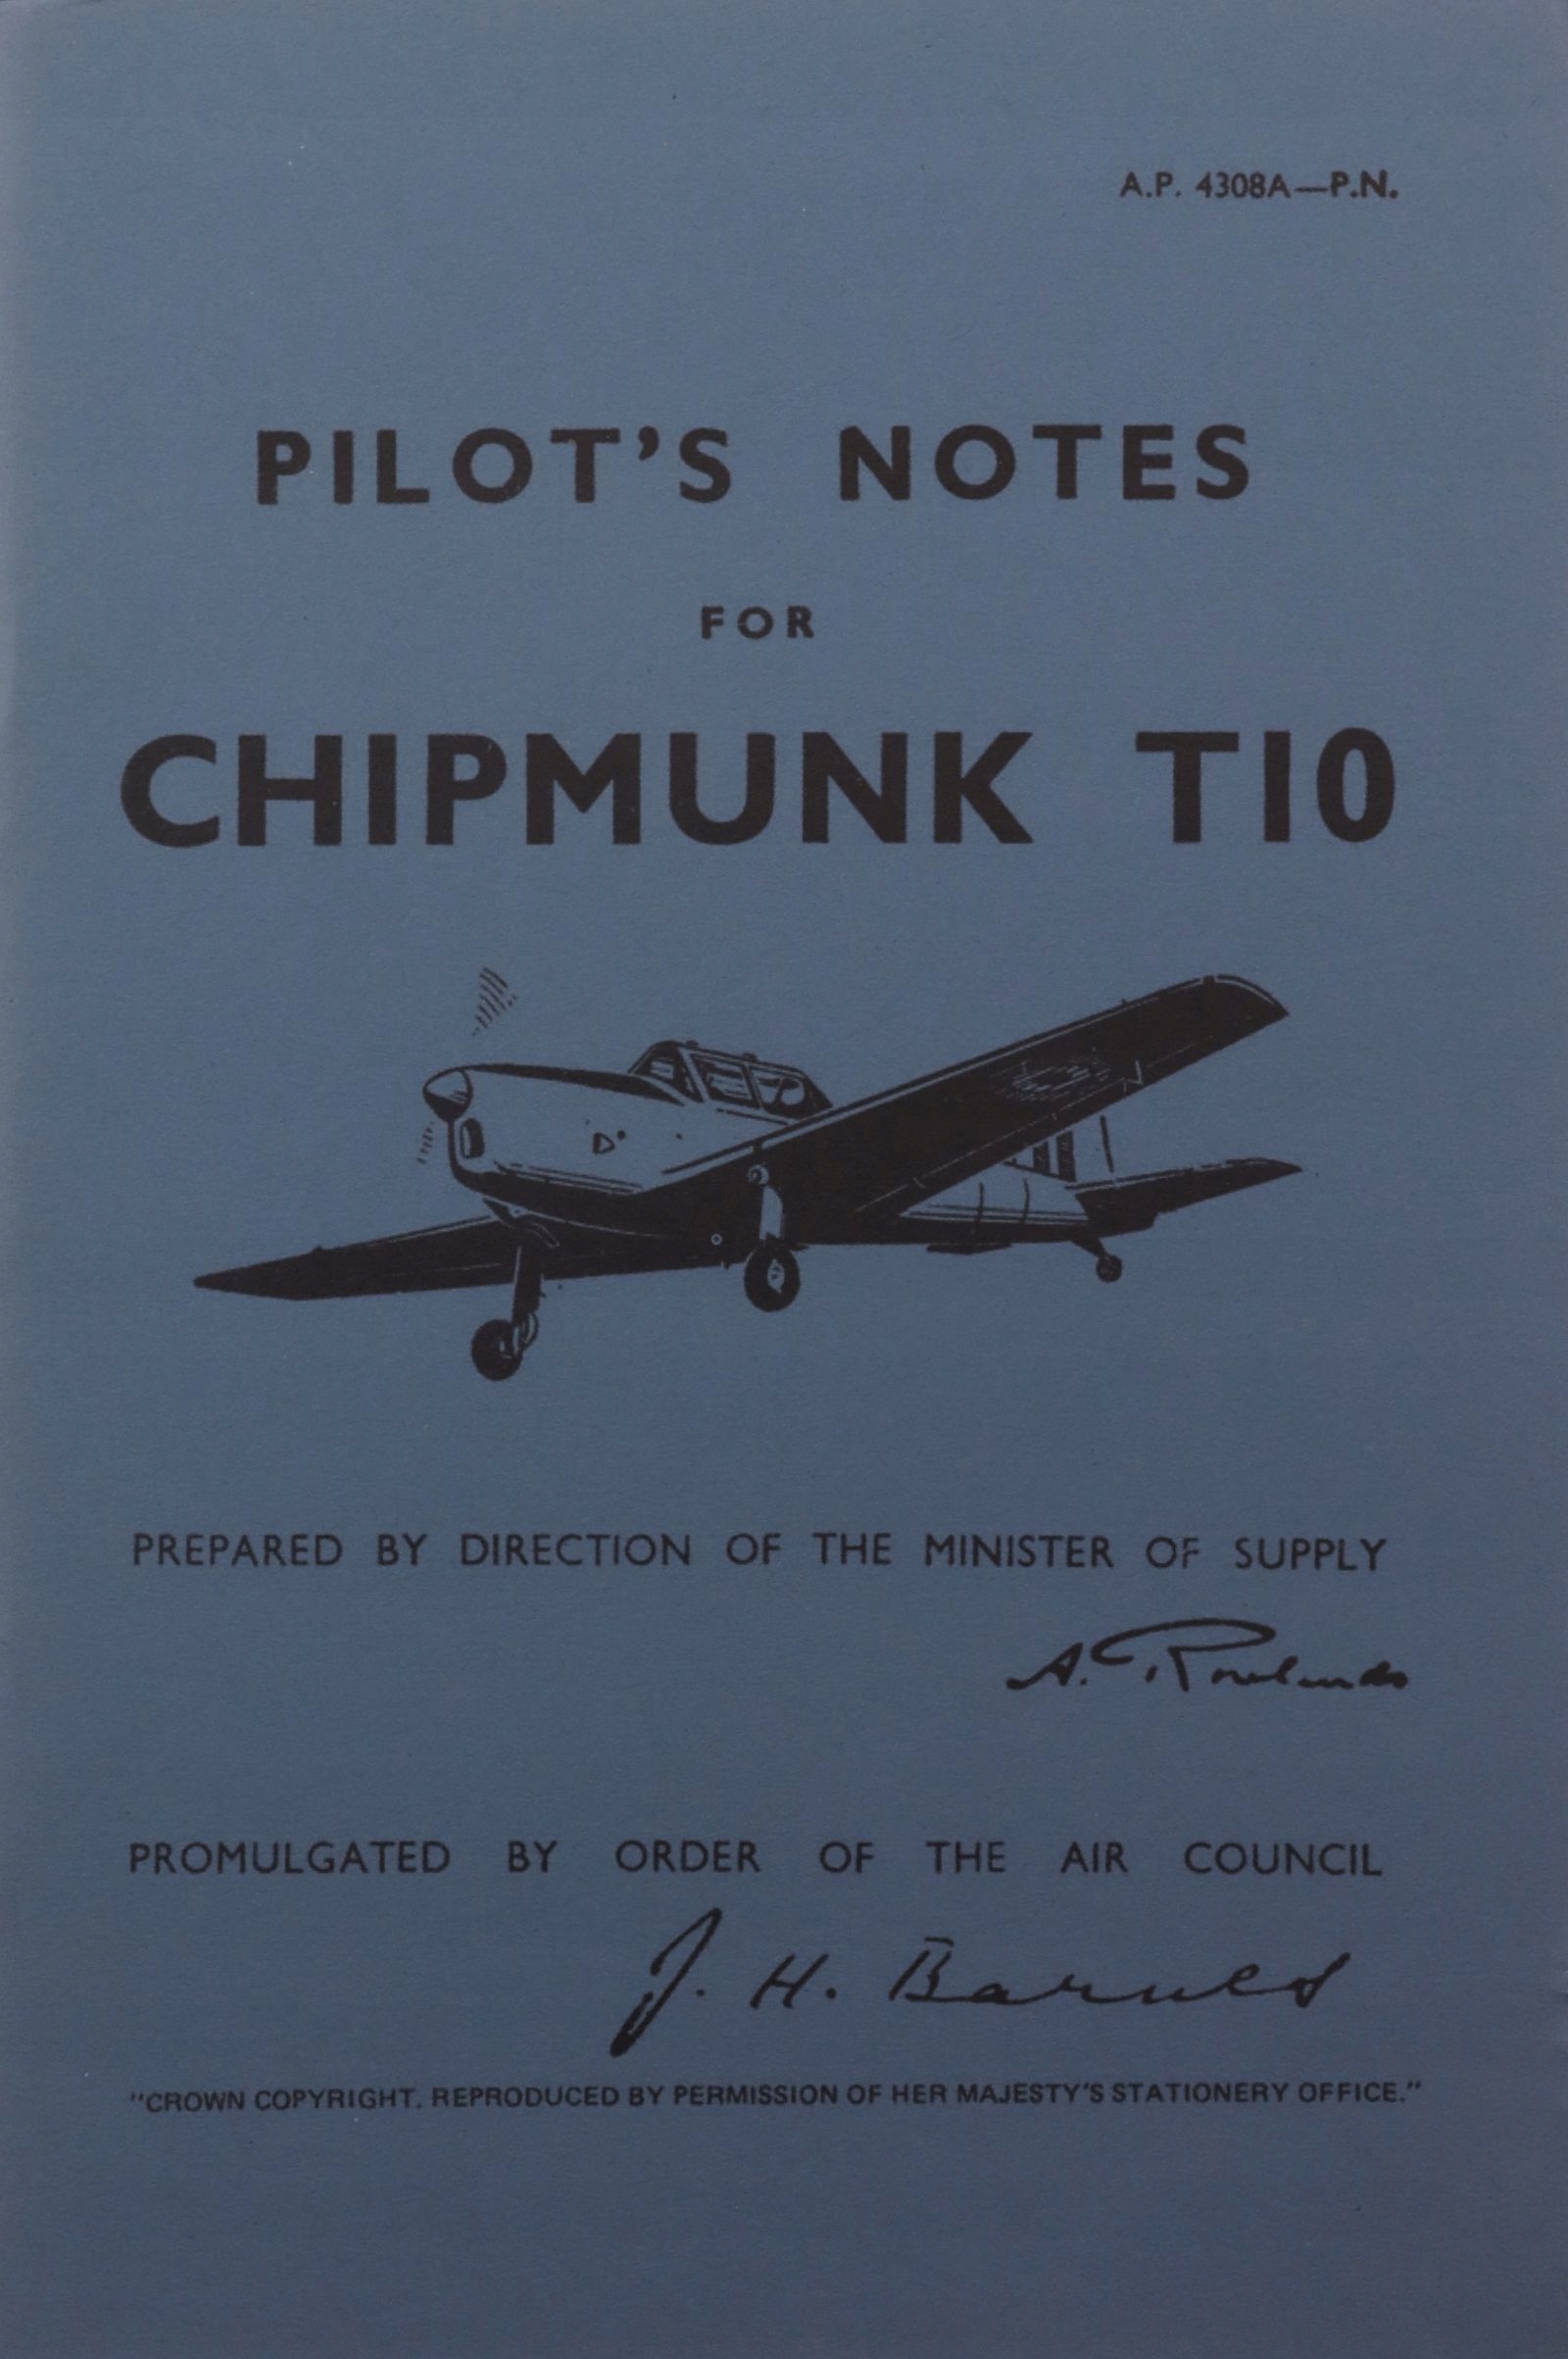 A.P. 4308A—P.N.
PILOT'S NOTES
FOR
CHIPMUNK T10
PREPARED BY DIRECTION OF THE MINISTER OF SUPPLY
A. Rowlands
PROMULGATED BY ORDER OF THE AIR COUNCIL
J. H. Barnes
"CROWN COPYRIGHT. REPRODUCED BY PERMISSION OF HER MAJESTY'S STATIONERY OFFICE."